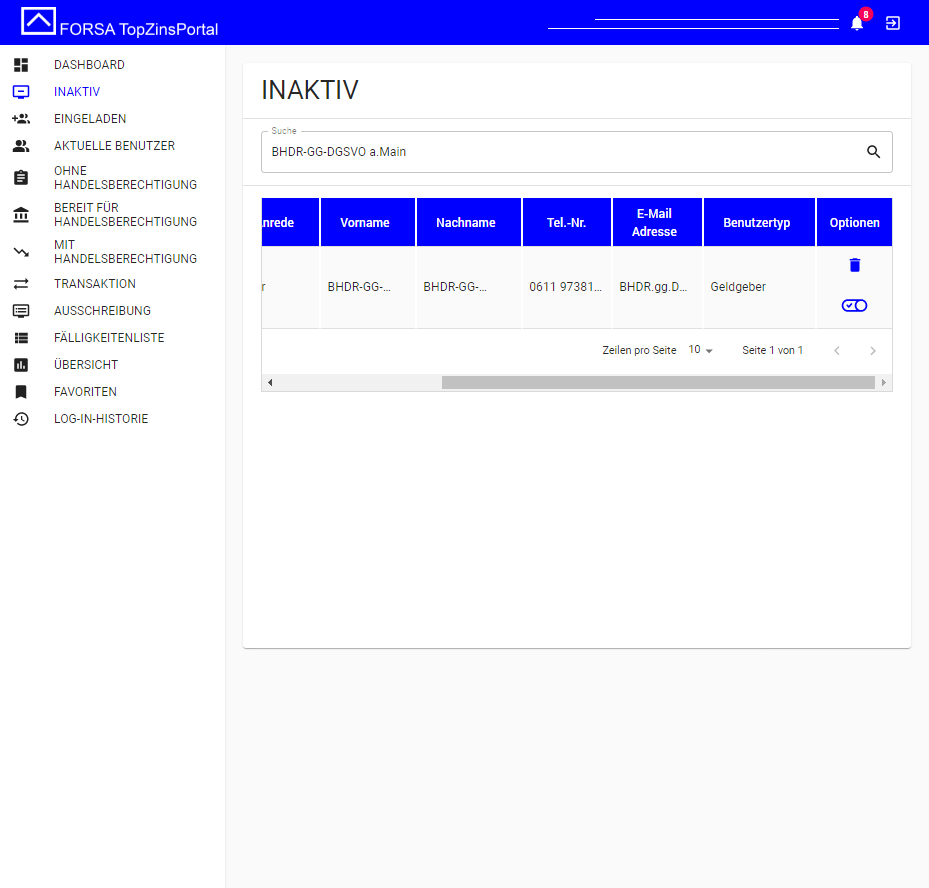 FORSA TopZinsPortal
8
DASHBOARD
INAKTIV
EINGELADEN
AKTUELLE BENUTZER
OHNE
HANDELSBERECHTIGUNG
BEREIT FÜR
HANDELSBERECHTIGUNG
MIT
HANDELSBERECHTIGUNG
TRANSAKTION
AUSSCHREIBUNG
FÄLLIGKEITENLISTE
ÜBERSICHT
FAVORITEN
LOG-IN-HISTORIE
INAKTIV
Suche
BHDR-GG-DGSVO a.Main
nrede Vorname Nachname Tel.-Nr. E-Mail Adresse Benutzertyp Optionen
r BHDR-GG-... BHDR-GG-... 0611 97381... BHDR.gg.D... Geldgeber
Zeilen pro Seite 10 Seite 1 von 1